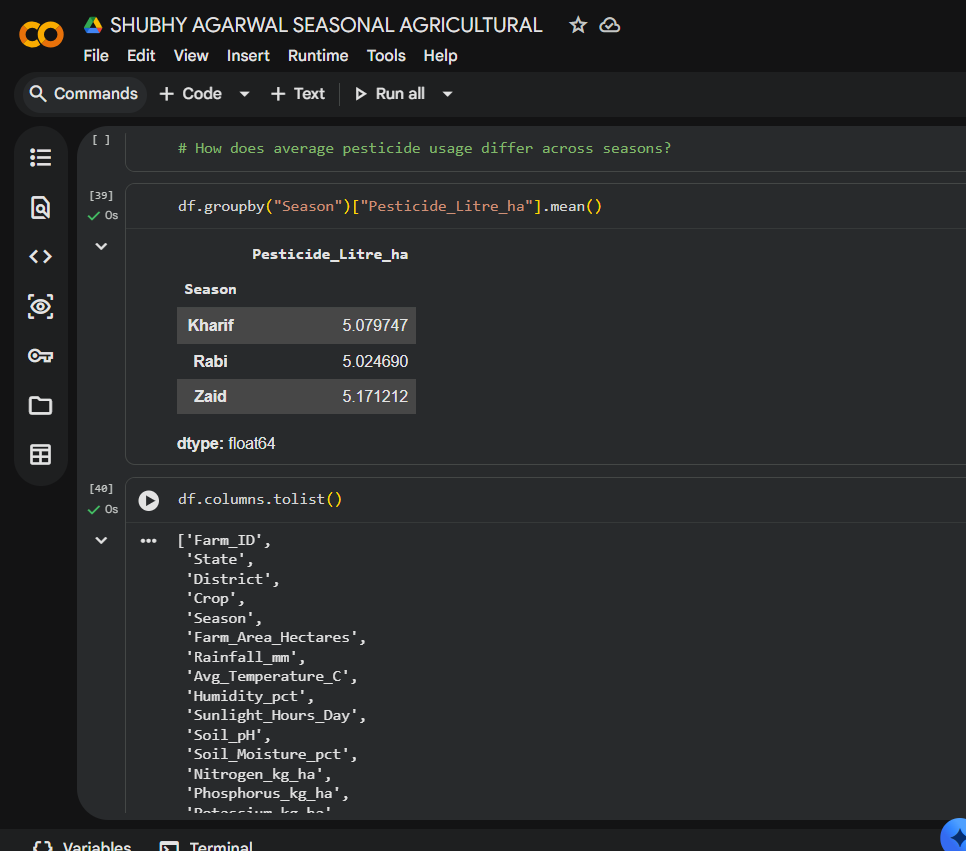 SHUBHY AGARWAL SEASONAL AGRICULTURAL
File Edit View Insert Runtime Tools Help
Commands + Code + Text Run all
[ ]
# How does average pesticide usage differ across seasons?
[39]
0s
df.groupby("Season")["Pesticide_Litre_ha"].mean()
Pesticide_Litre_ha
Season
Kharif 5.079747
Rabi 5.024690
Zaid 5.171212
dtype: float64
[40]
0s
df.columns.tolist()
['Farm_ID',
'State',
'District',
'Crop',
'Season',
'Farm_Area_Hectares',
'Rainfall_mm',
'Avg_Temperature_C',
'Humidity_pct',
'Sunlight_Hours_Day',
'Soil_pH',
'Soil_Moisture_pct',
'Nitrogen_kg_ha',
'Phosphorus_kg_ha',
'Potassium_kg_ha'
Variables Terminal